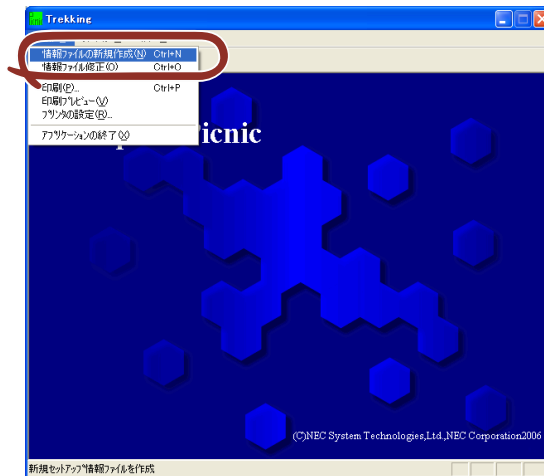 Trekking
情報ファイルの新規作成(N) Ctrl+N
情報ファイル修正(O) Ctrl+O
印刷(P)... Ctrl+P
印刷プレビュー(V)
プリンタの設定(R)...
アプリケーションの終了(X)
icnic
(C)NEC System Technologies,Ltd.,NEC Corporation2006
新規セットアップ情報ファイルを作成